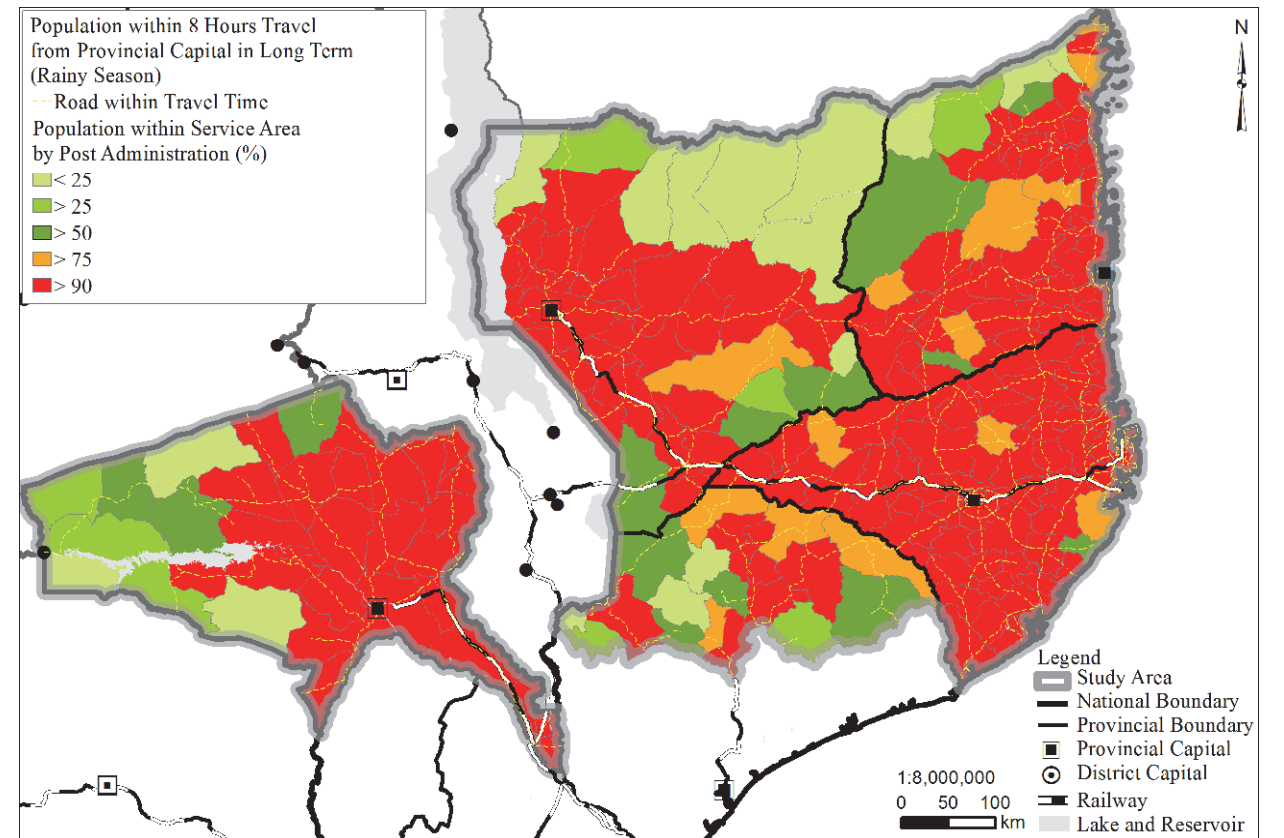 Population within 8 Hours Travel
from Provincial Capital in Long Term
(Rainy Season)
Road within Travel Time
Population within Service Area
by Post Administration (%)
< 25
> 25
> 50
> 75
> 90
N
Legend
Study Area
National Boundary
Provincial Boundary
Provincial Capital
District Capital
Railway
Lake and Reservoir
1:8,000,000
0 50 100
km